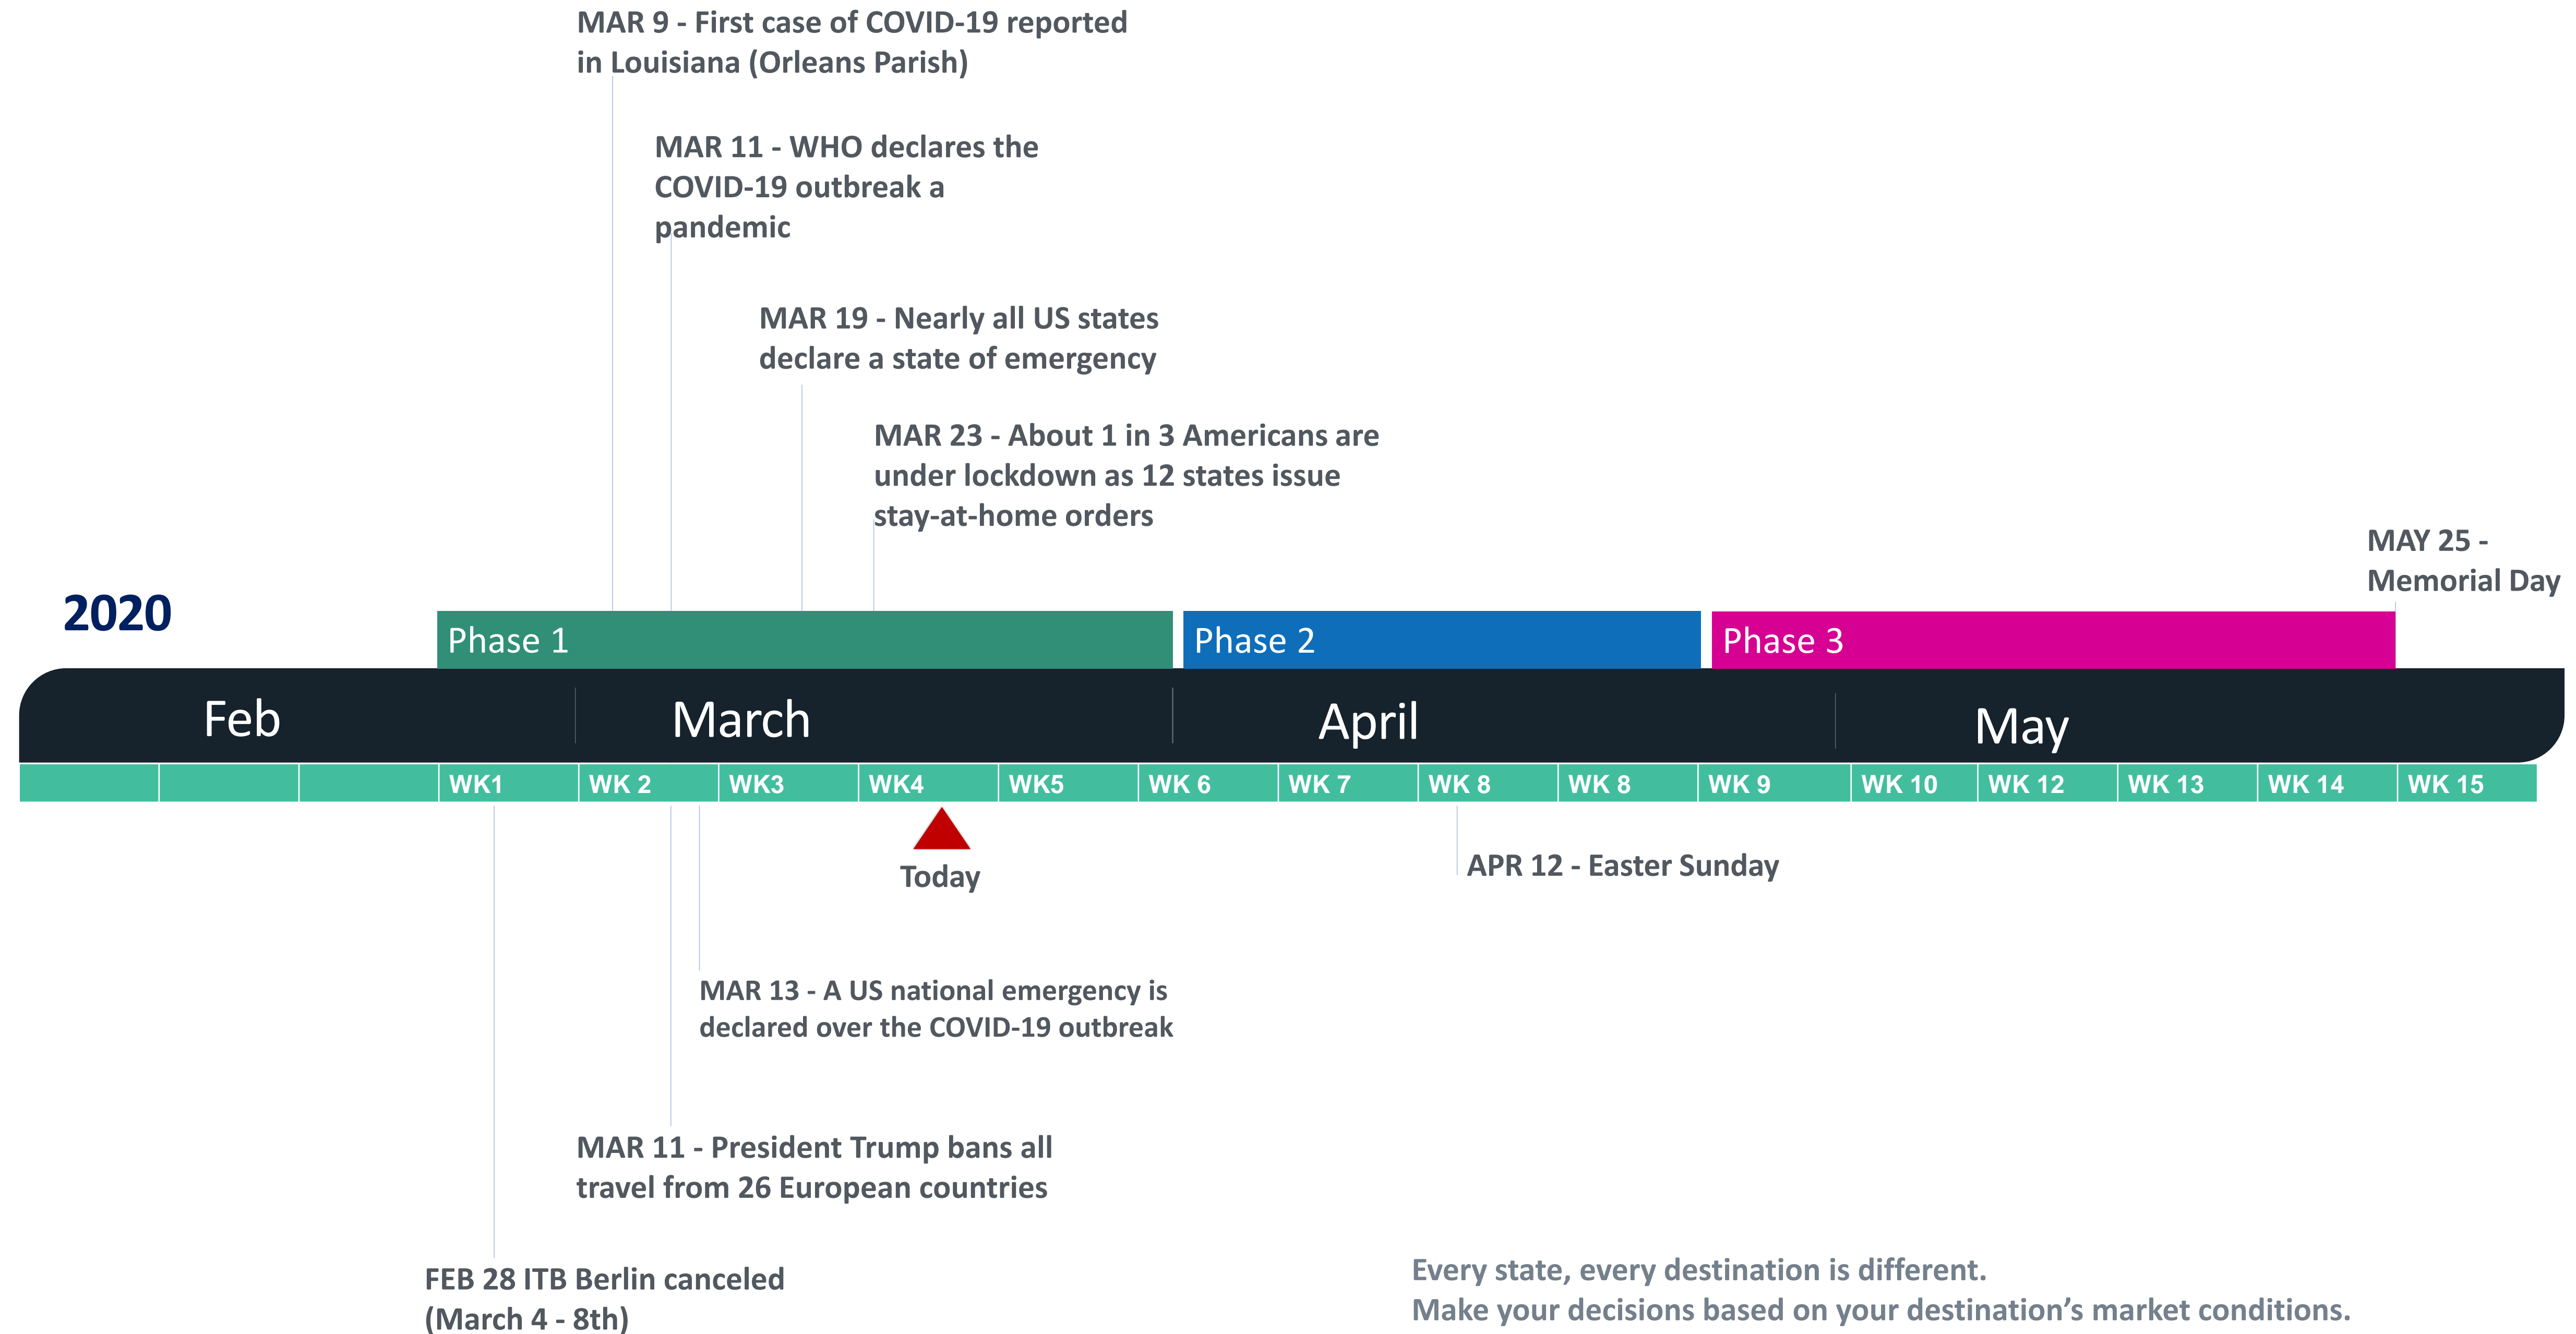 MAR 9 - First case of COVID-19 reported
in Louisiana (Orleans Parish)
MAR 11 - WHO declares the
COVID-19 outbreak a
pandemic
MAR 19 - Nearly all US states
declare a state of emergency
MAR 23 - About 1 in 3 Americans are
under lockdown as 12 states issue
stay-at-home orders
MAY 25 -
Memorial Day
2020
Phase 1
Phase 2
Phase 3
Feb
March
April
May
WK1
WK 2
WK3
WK4
WK5
WK 6
WK 7
WK 8
WK 8
WK 9
WK 10
WK 12
WK 13
WK 14
WK 15
Today
APR 12 - Easter Sunday
MAR 13 - A US national emergency is
declared over the COVID-19 outbreak
MAR 11 - President Trump bans all
travel from 26 European countries
FEB 28 ITB Berlin canceled
(March 4 - 8th)
Every state, every destination is different.
Make your decisions based on your destination’s market conditions.